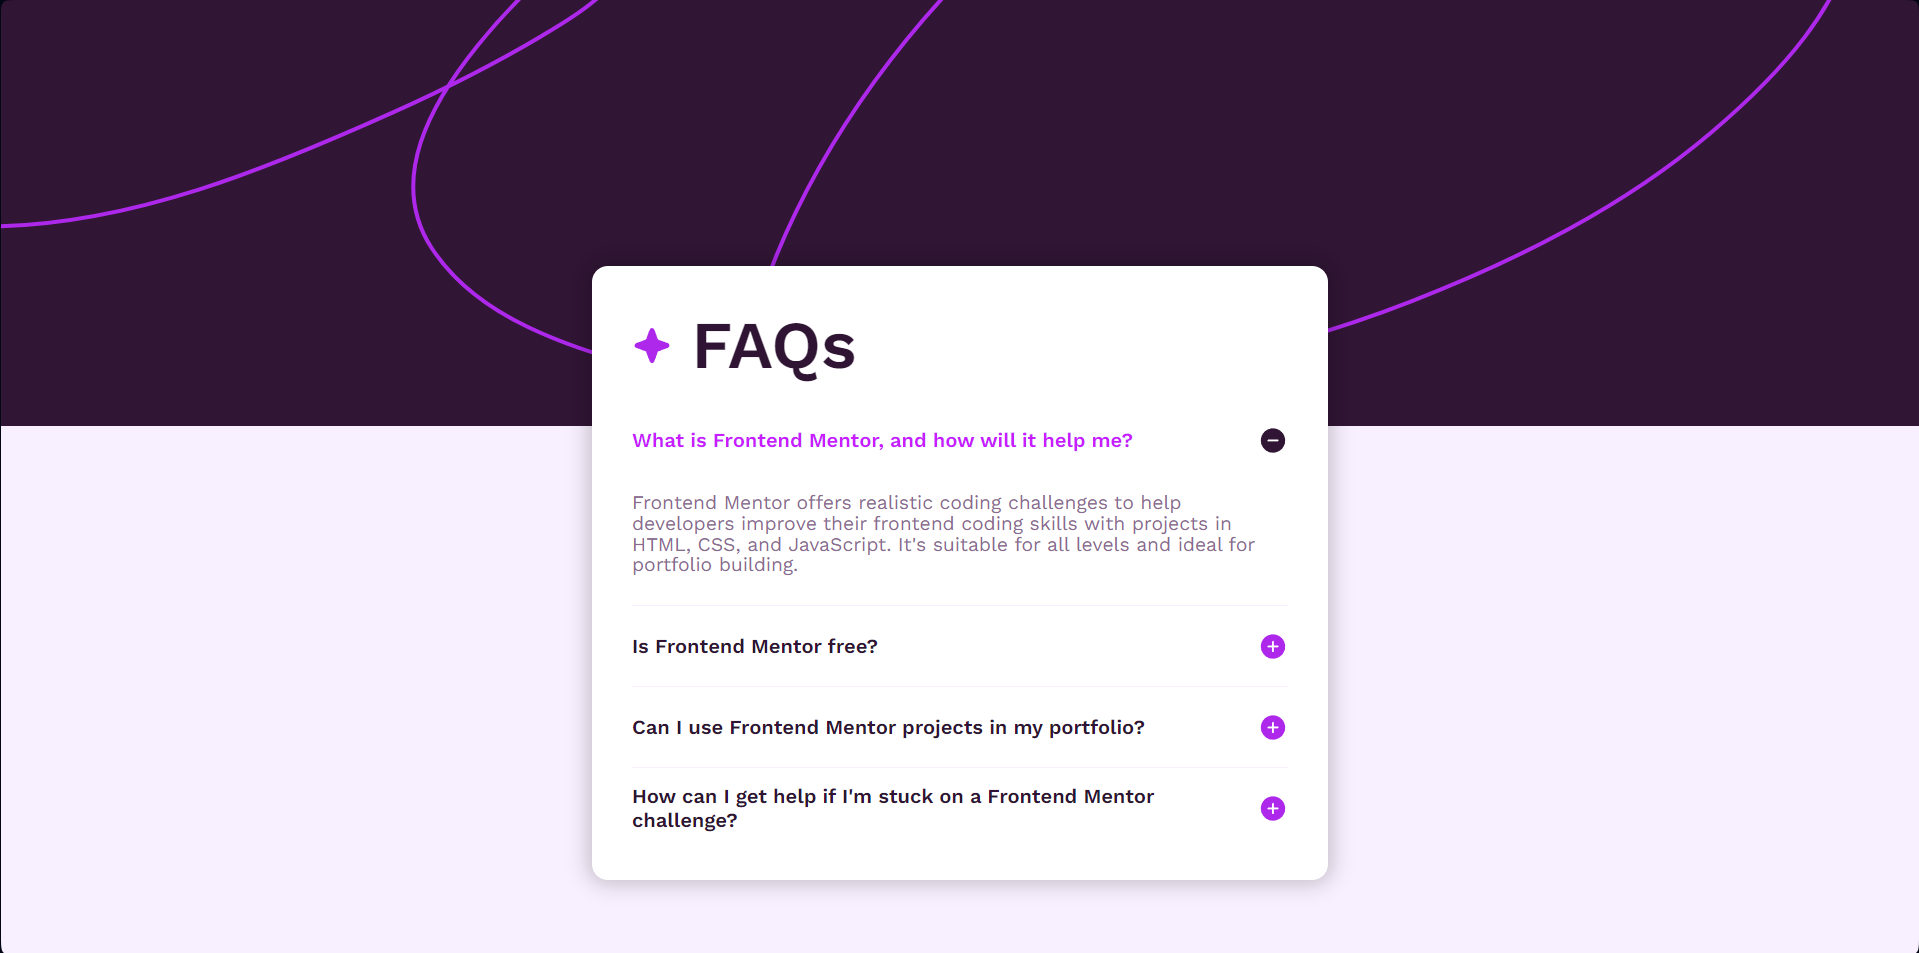 FAQs
What is Frontend Mentor, and how will it help me?
Frontend Mentor offers realistic coding challenges to help
developers improve their frontend coding skills with projects in
HTML, CSS, and JavaScript. It's suitable for all levels and ideal for
portfolio building.
Is Frontend Mentor free?
Can I use Frontend Mentor projects in my portfolio?
How can I get help if I'm stuck on a Frontend Mentor
challenge?